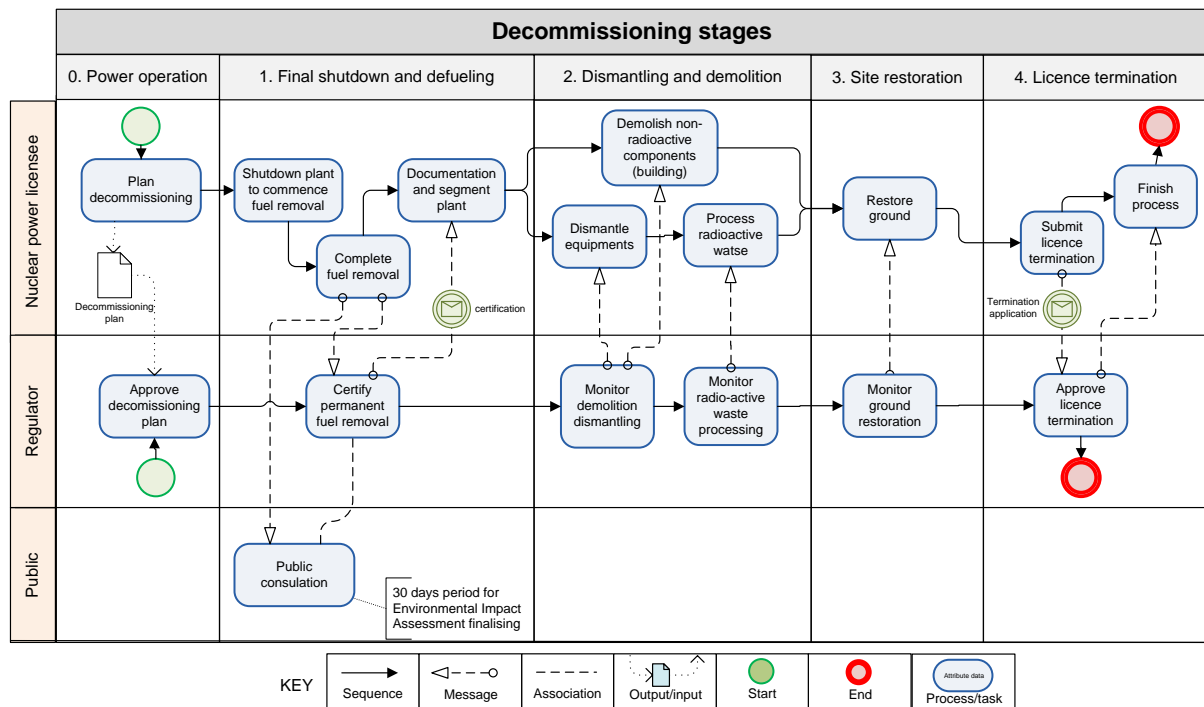 Decommissioning stages
0. Power operation
1. Final shutdown and defueling
2. Dismantling and demolition
3. Site restoration
4. Licence termination
Nuclear power licensee
Plan
decommissioning
Decommissioning
plan
Shutdown plant
to commence
fuel removal
Complete
fuel removal
Documentation
and segment
plant
certification
Demolish non-
radioactive
components
(building)
Dismantle
equipments
Process
radioactive
watse
Restore
ground
Submit
licence
termination
Termination
application
Finish
process
Regulator
Approve
decomissioning
plan
Certify
permanent
fuel removal
Monitor
demolition
dismantling
Monitor
radio-active
waste
processing
Monitor
ground
restoration
Approve
licence
termination
Public
Public
consulation
30 days period for
Environmental Impact
Assessment finalising
KEY
Sequence
Message
Association
Output/input
Start
End
Attribute data
Process/task